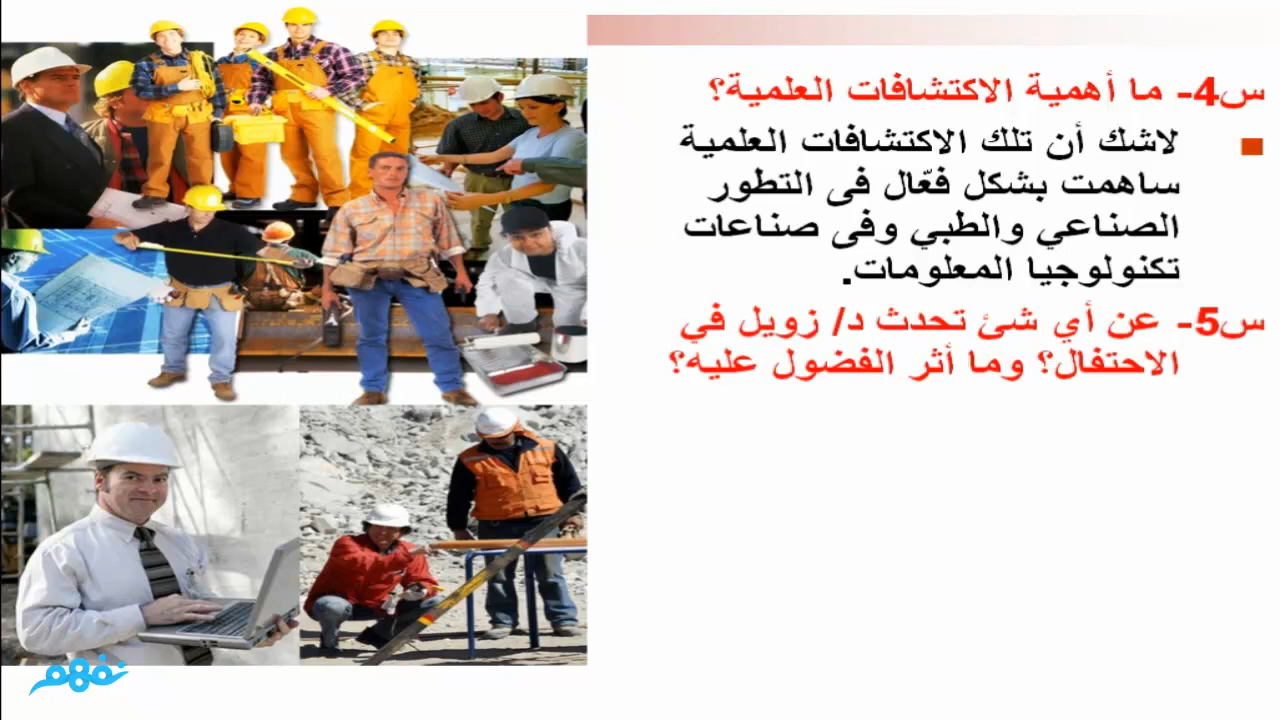 س4- ما أهمية الاكتشافات العلمية؟
لاشك أن تلك الاكتشافات العلمية
ساهمت بشكل فعّال فى التطور
الصناعي والطبي وفى صناعات
تكنولوجيا المعلومات.
س5- عن أي شئ تحدث د/ زويل في
الاحتفال؟ وما أثر الفضول عليه؟
نفهم